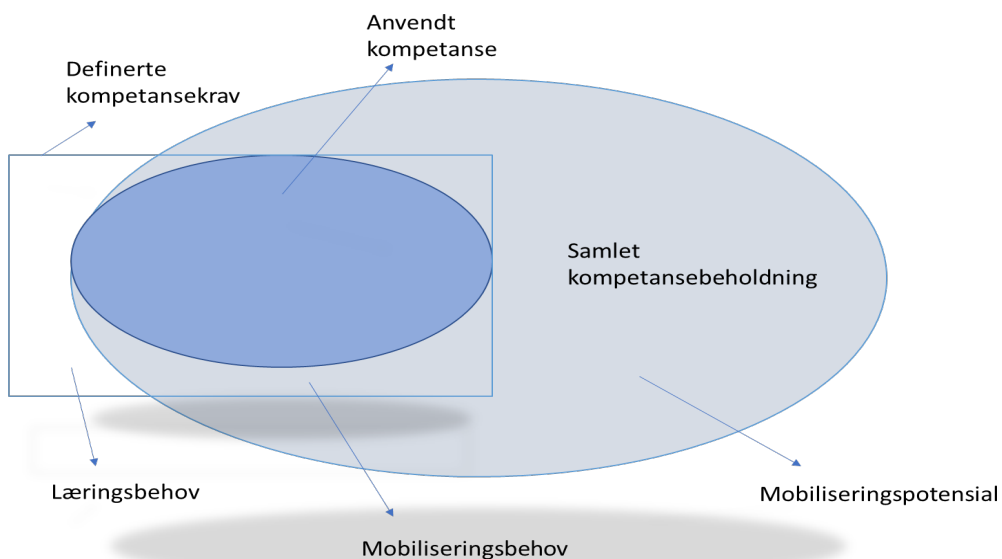 Anvendt
kompetanse
Definerte
kompetansekrav
Samlet
kompetansebeholdning
Læringsbehov
Mobiliseringspotensial
Mobiliseringsbehov